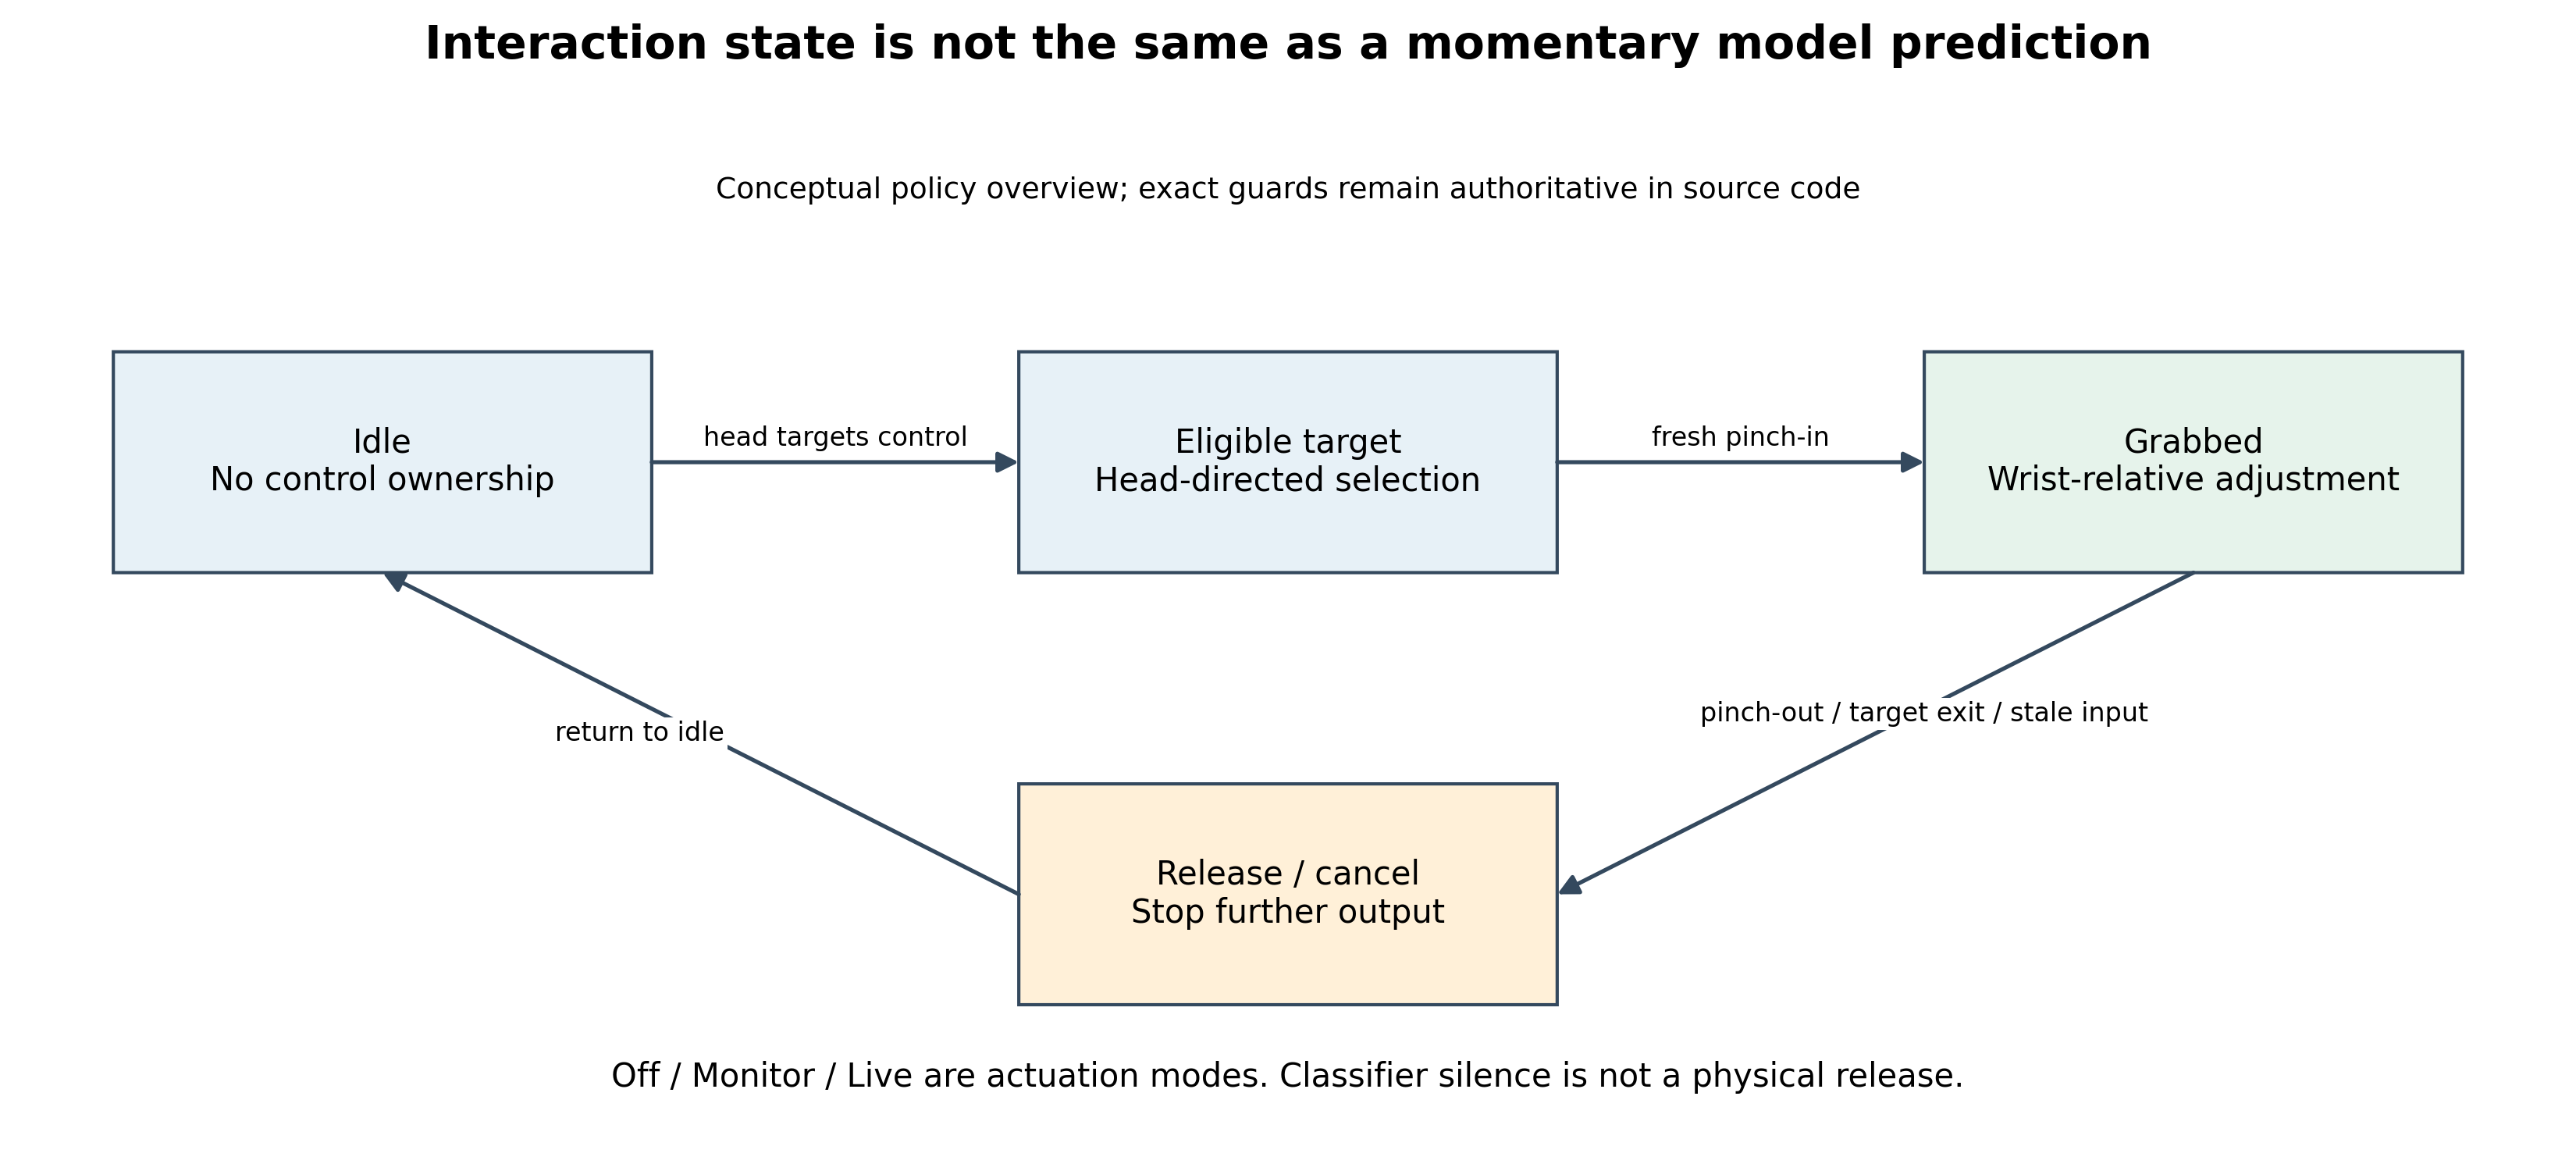 Interaction state is not the same as a momentary model prediction
Conceptual policy overview; exact guards remain authoritative in source code
Idle
No control ownership
head targets control
Eligible target
Head-directed selection
fresh pinch-in
Grabbed
Wrist-relative adjustment
pinch-out / target exit / stale input
return to idle
Release / cancel
Stop further output
Off / Monitor / Live are actuation modes. Classifier silence is not a physical release.